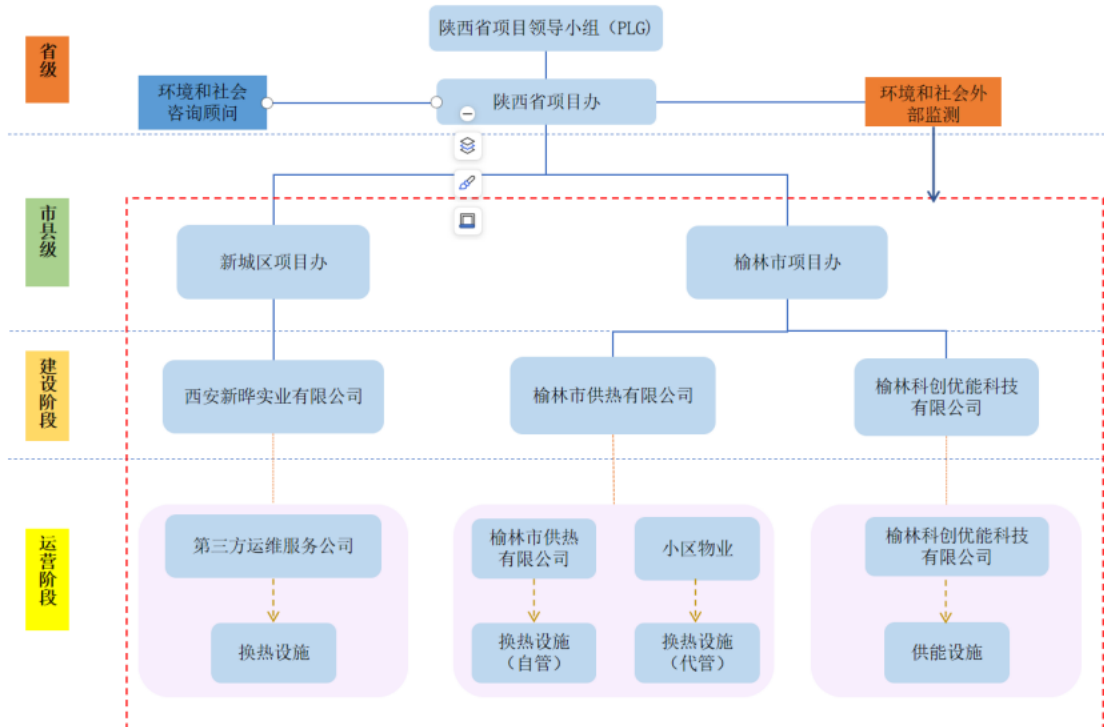 陕西省项目领导小组（PLG)
省级
环境和社会
咨询顾问
陕西省项目办
环境和社会外
部监测
市县级
新城区项目办
榆林市项目办
建设阶段
西安新晔实业有限公司
榆林市供热有限公司
榆林科创优能科技
有限公司
运营阶段
第三方运维服务公司
榆林市供热
有限公司
小区物业
榆林科创优能科技
有限公司
换热设施
换热设施
（自管）
换热设施
（代管）
供能设施